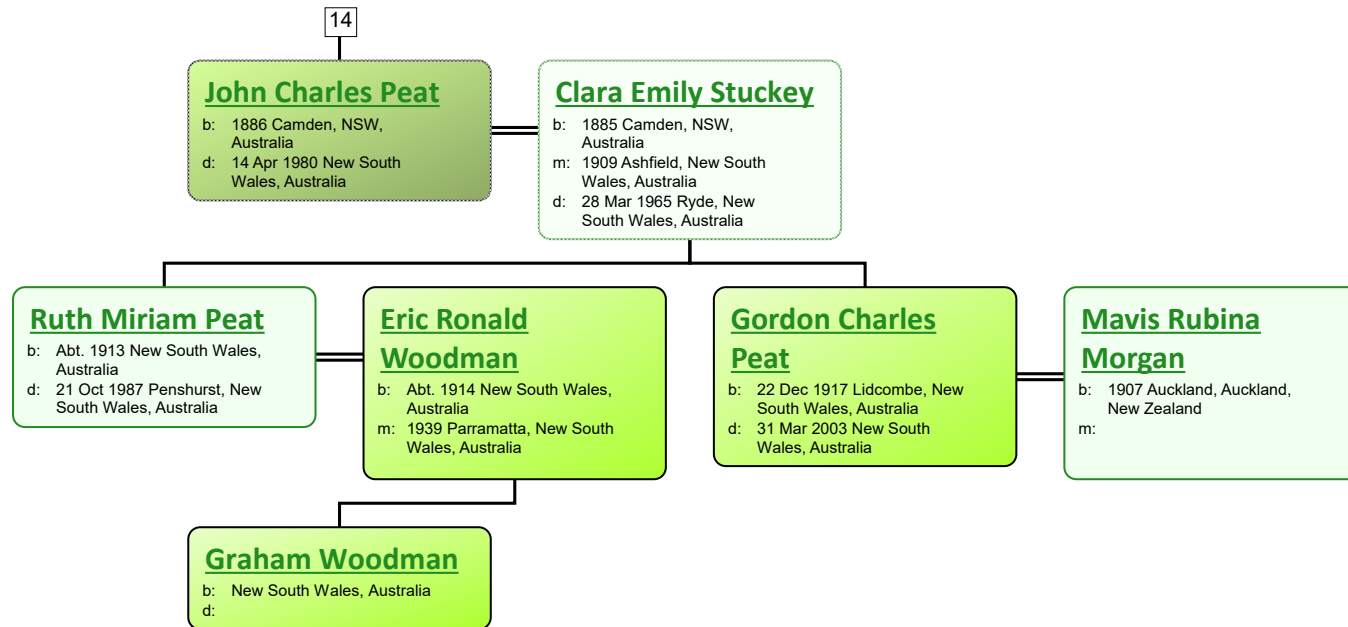 14
John Charles Peat
b: 1886 Camden, NSW,
Australia
d: 14 Apr 1980 New South
Wales, Australia
Clara Emily Stuckey
b: 1885 Camden, NSW,
Australia
m: 1909 Ashfield, New South
Wales, Australia
d: 28 Mar 1965 Ryde, New
South Wales, Australia
Ruth Miriam Peat
b: Abt. 1913 New South Wales,
Australia
d: 21 Oct 1987 Penshurst, New
South Wales, Australia
Eric Ronald
Woodman
b: Abt. 1914 New South Wales,
Australia
m: 1939 Parramatta, New South
Wales, Australia
Gordon Charles
Peat
b: 22 Dec 1917 Lidcombe, New
South Wales, Australia
d: 31 Mar 2003 New South
Wales, Australia
Mavis Rubina
Morgan
b: 1907 Auckland, Auckland,
New Zealand
m:
Graham Woodman
b: New South Wales, Australia
d: